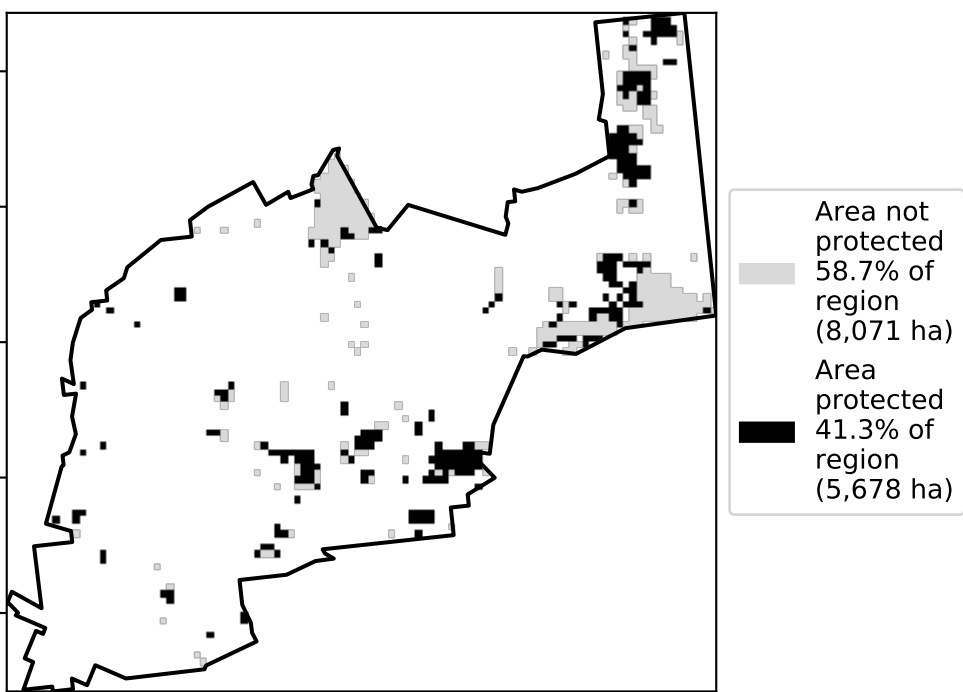 Area not
protected
58.7% of
region
(8,071 ha)
Area
protected
41.3% of
region
(5,678 ha)